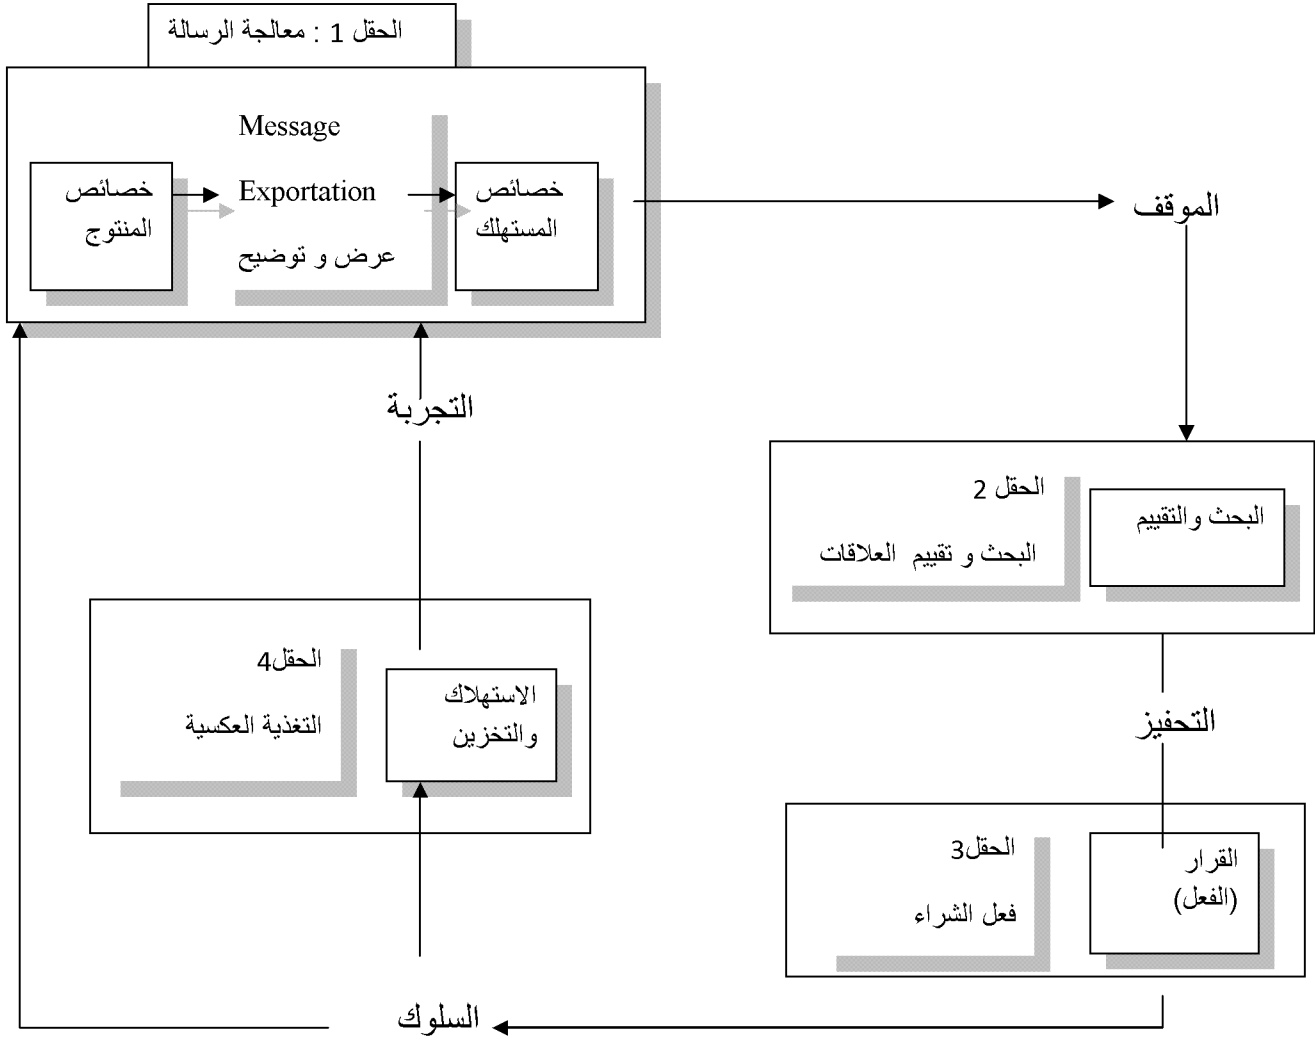 الحقل 1 : معالجة الرسالة
خصائص
المنتوج
Message
Exportation
عرض و توضيح
خصائص
المستهلك
الموقف
التجربة
الحقل 2
البحث و تقييم العلاقات
البحث والتقييم
التحفيز
الحقل3
فعل الشراء
القرار
(الفعل)
السلوك
الحقل4
التغذية العكسية
الاستهلاك
والتخزين